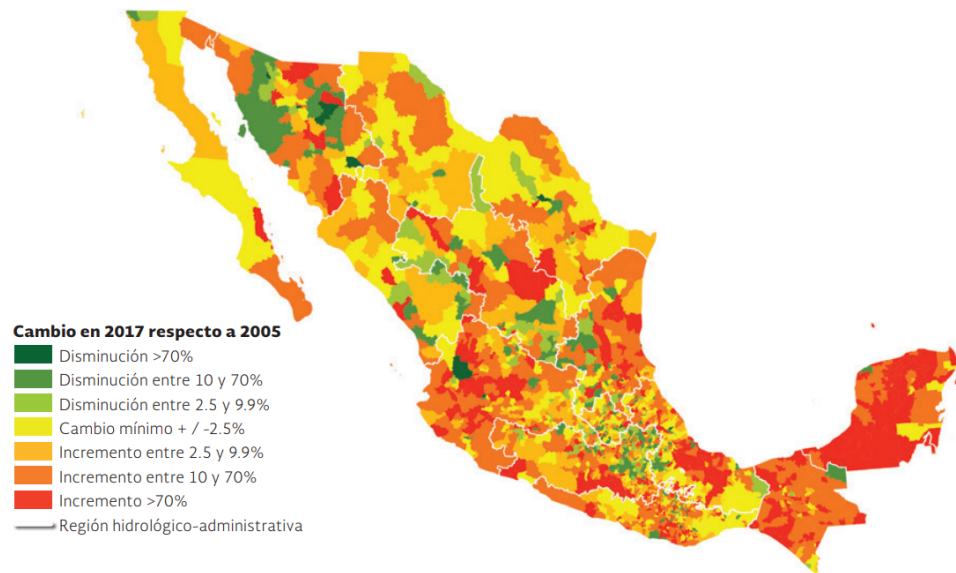 Cambio en 2017 respecto a 2005
Disminución >70%
Disminución entre 10 y 70%
Disminución entre 2.5 y 9.9%
Cambio mínimo + / -2.5%
Incremento entre 2.5 y 9.9%
Incremento entre 10 y 70%
Incremento >70%
Región hidrológico-administrativa